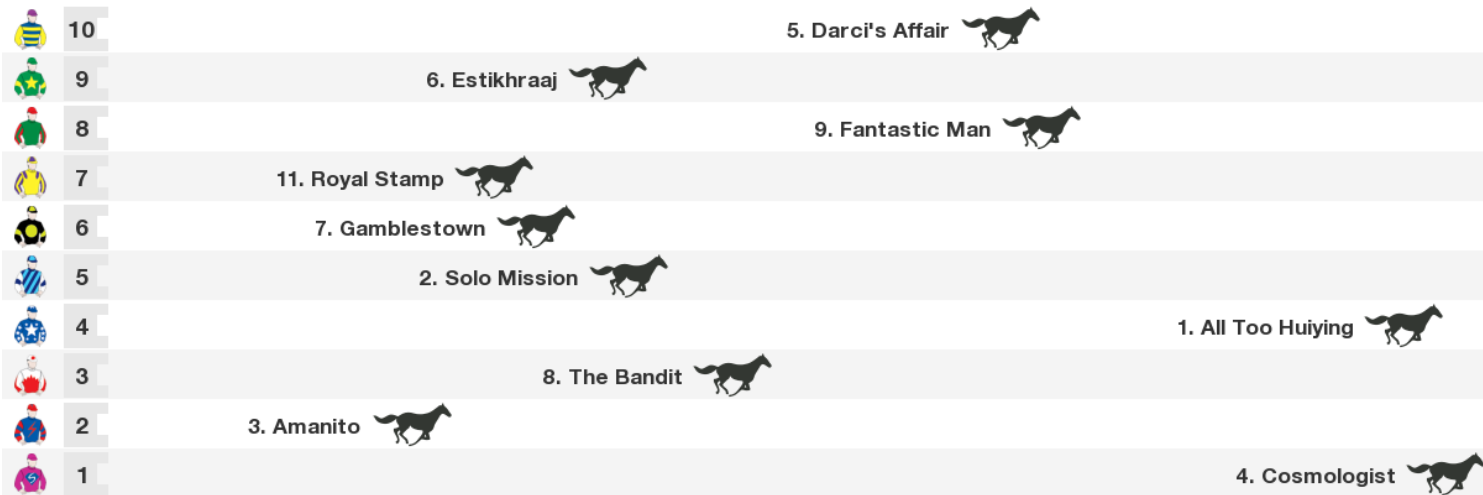 10 5. Darci's Affair
9 6. Estikhraaj
8 9. Fantastic Man
7 11. Royal Stamp
6 7. Gamblestown
5 2. Solo Mission
4 1. All Too Huiying
3 8. The Bandit
2 3. Amanito
1 4. Cosmologist